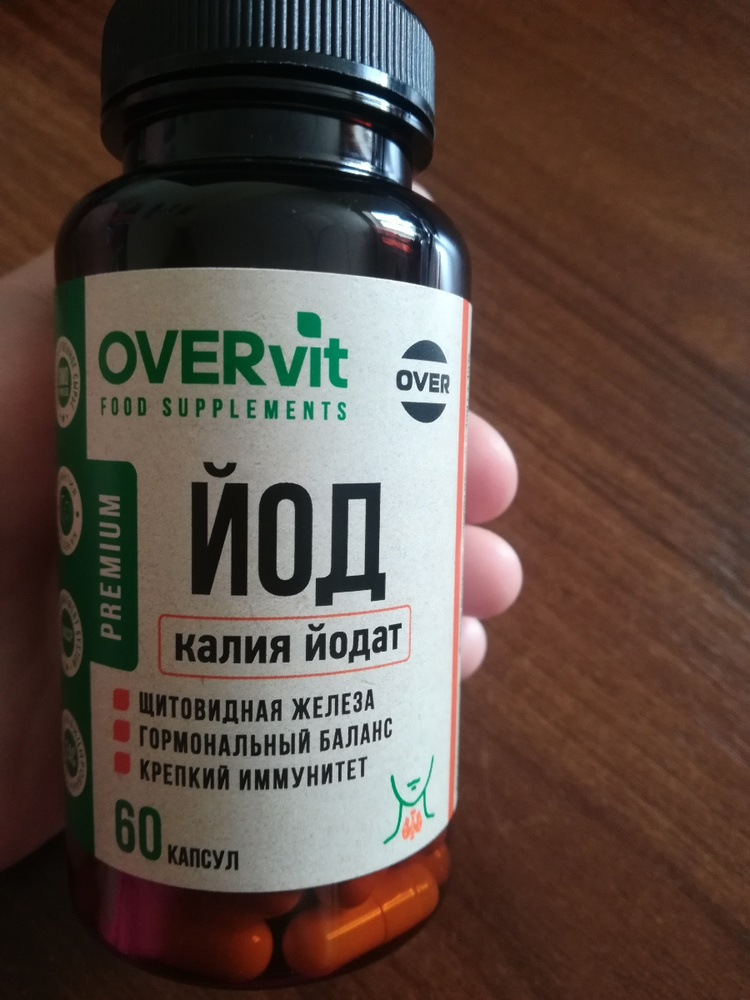 OVERvit
FOOD SUPPLEMENTS
OVER
PREMIUM
ЙОД
калия йодат
ЩИТОВИДНАЯ ЖЕЛЕЗА
ГОРМОНАЛЬНЫЙ БАЛАНС
КРЕПКИЙ ИММУНИТЕТ
60 КАПСУЛ